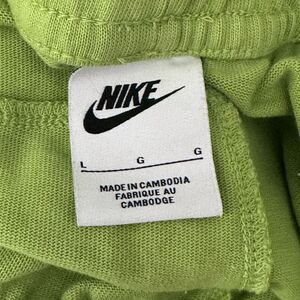 NIKE
L G G
MADE IN CAMBODIA
FABRIQUE AU
CAMBODGE